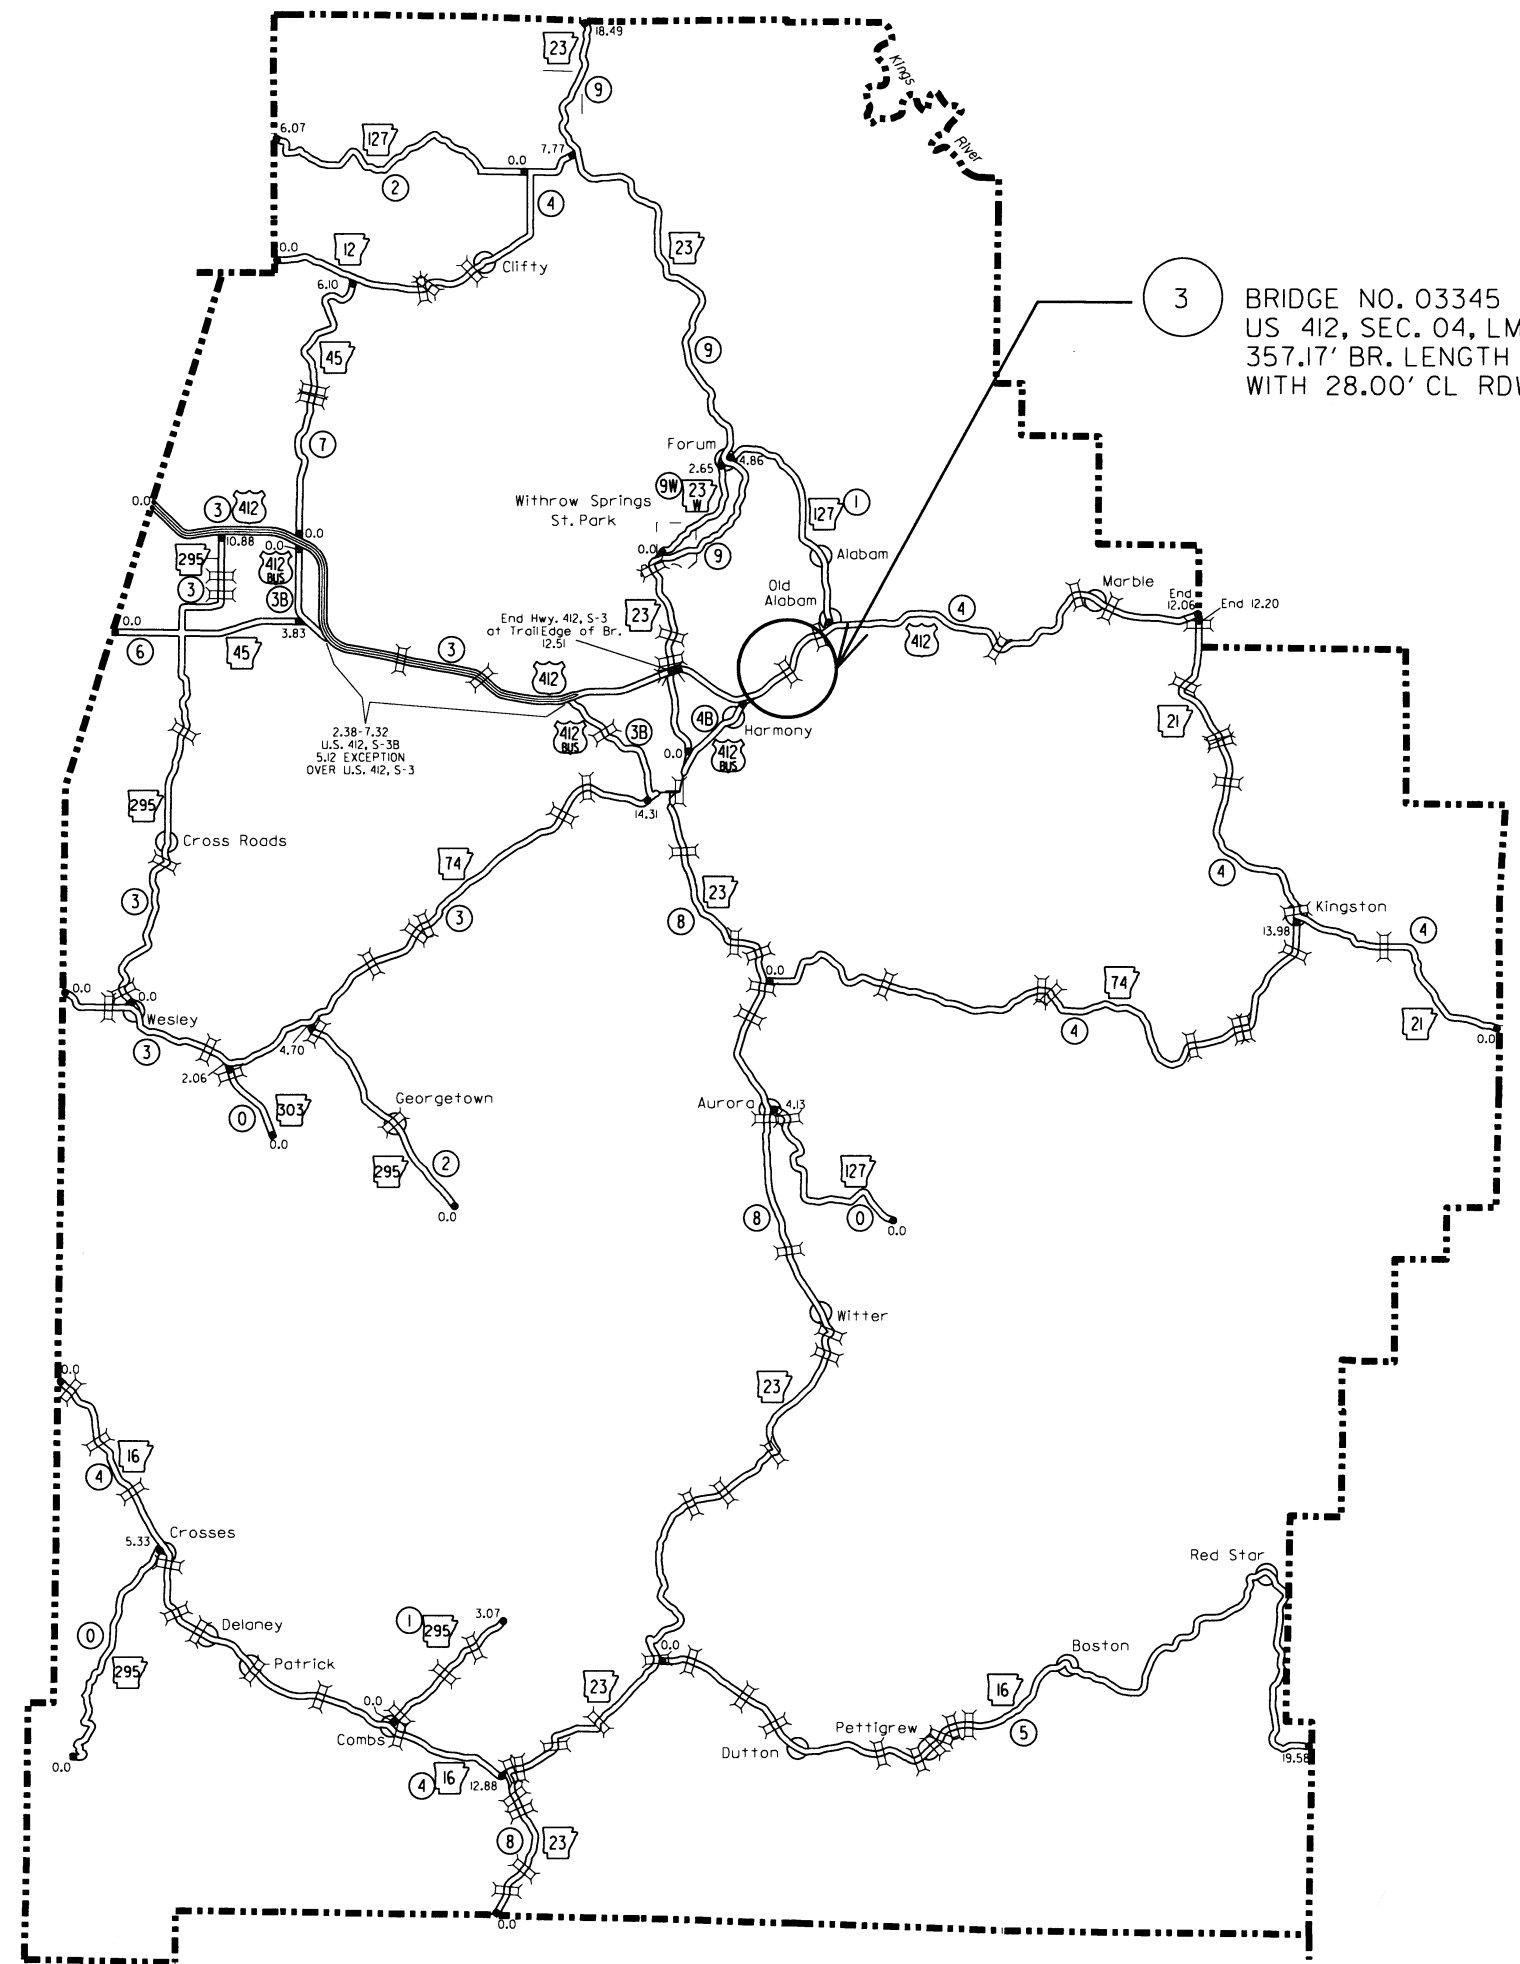 18.49
23
9
Kings
River
6.07
127
2
0.0
7.77
4
0.0
12
23
Clifty
6.10
45
9
3
BRIDGE NO. 03345
US 412, SEC. 04, LM
357.17' BR. LENGTH
WITH 28.00' CL RD
7
Forum
4.86
2.65
9W
23
W
Withrow Springs
St. Park
127
1
0.0
3
412
0.0
10.88
0.0
295
412
BUS
3
3B
0.0
9
Alabam
Old
Alabam
Marble
End
12.06
End 12.20
0.0
3.83
6
45
23
End Hwy. 412, S-3
at Trail Edge of Br.
12.51
4
412
3
412
21
2.38-7.32
U.S. 412, S-3B
5.12 EXCEPTION
OVER U.S. 412, S-3
412
BUS
3B
4B
Harmony
0.0
412
BUS
295
14.31
Cross Roads
74
3
3
23
8
4
Kingston
13.98
4
0.0
0.0
0.0
Wesley
3
74
4
21
0.0
4.70
2.06
0
303
0.0
Georgetown
295
2
0.0
Aurora
4.13
127
0
0.0
8
Witter
0.0
23
16
4
Crosses
5.33
Red Star
0
295
Delaney
Patrick
1
295
3.07
0.0
Boston
0.0
23
16
5
Pettigrew
Dutton
Combs
0.0
4
16
12.88
19.58
8
23
0.0